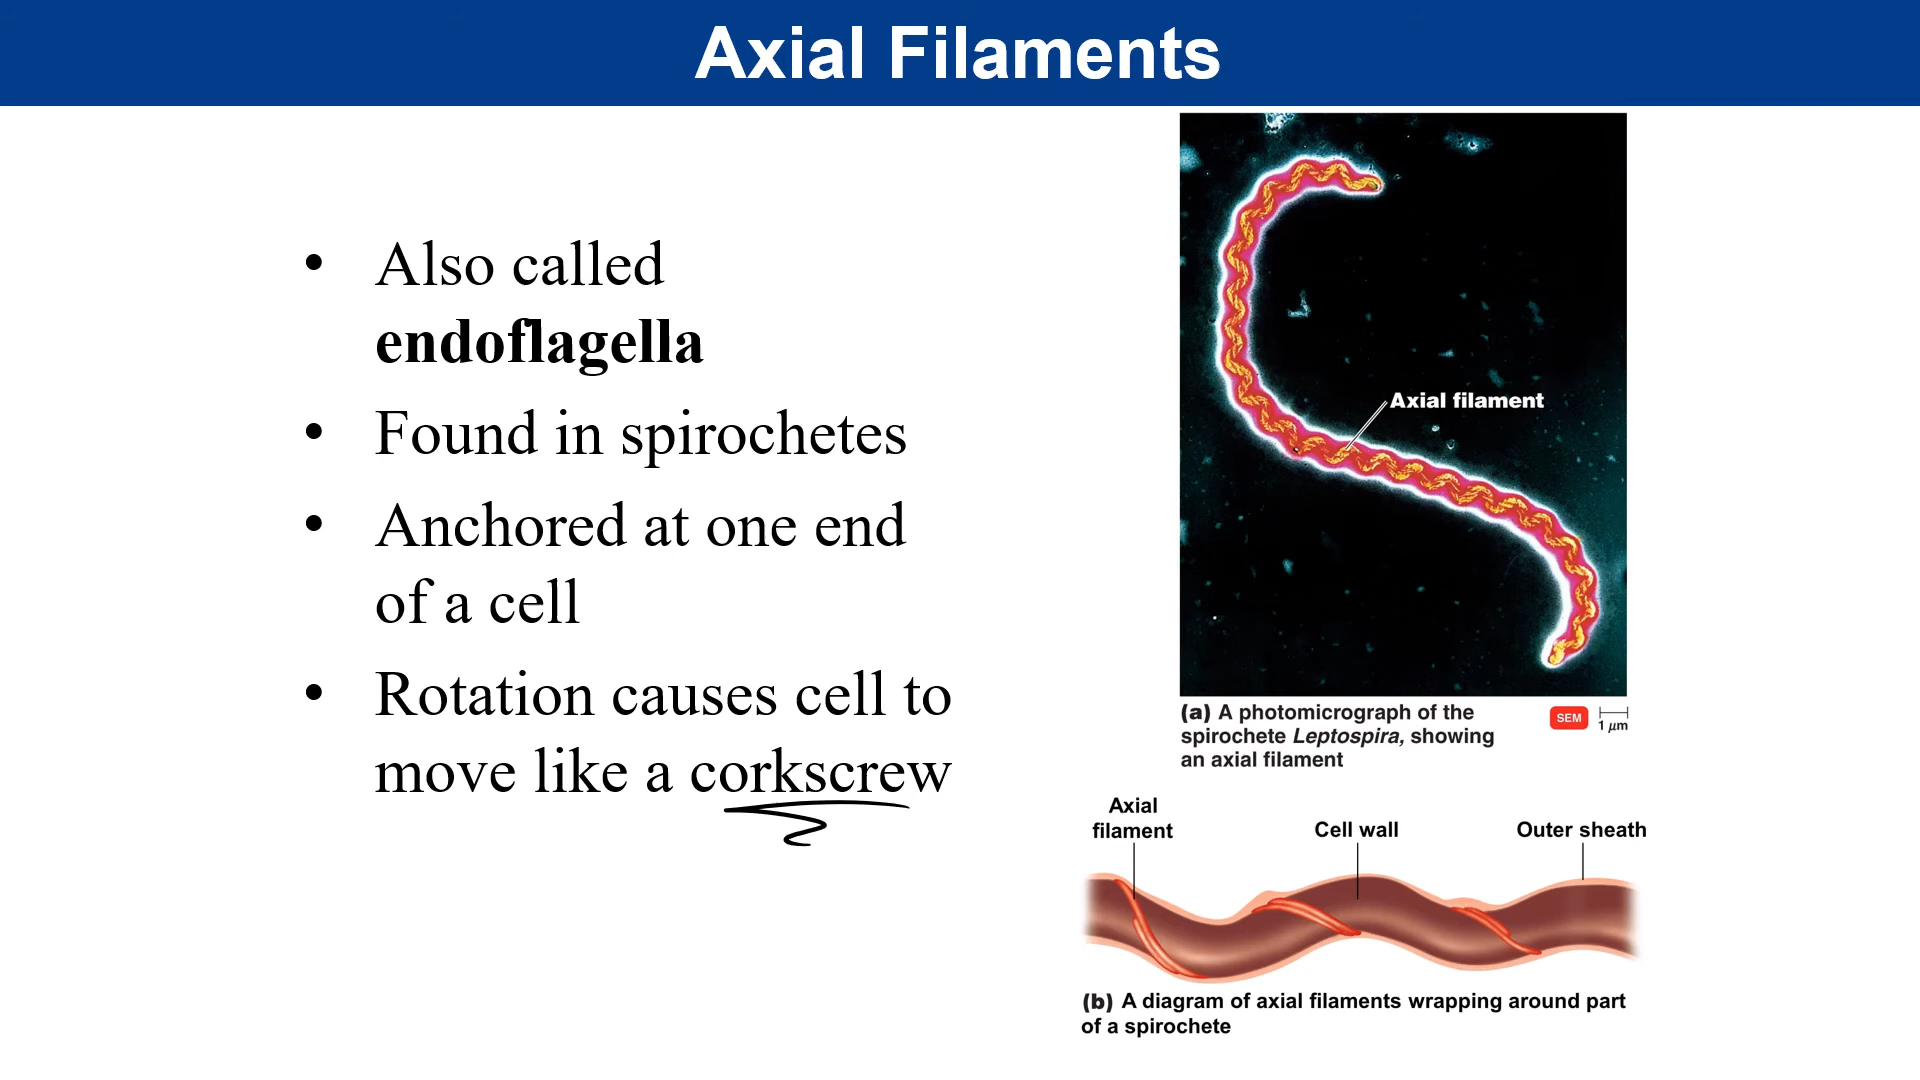 Axial Filaments
• Also called
endoflagella
• Found in spirochetes
• Anchored at one end
of a cell
• Rotation causes cell to
move like a corkscrew
Axial filament
(a) A photomicrograph of the
spirochete Leptospira, showing
an axial filament
SEM
1 μm
Axial
filament
Cell wall
Outer sheath
(b) A diagram of axial filaments wrapping around part
of a spirochete